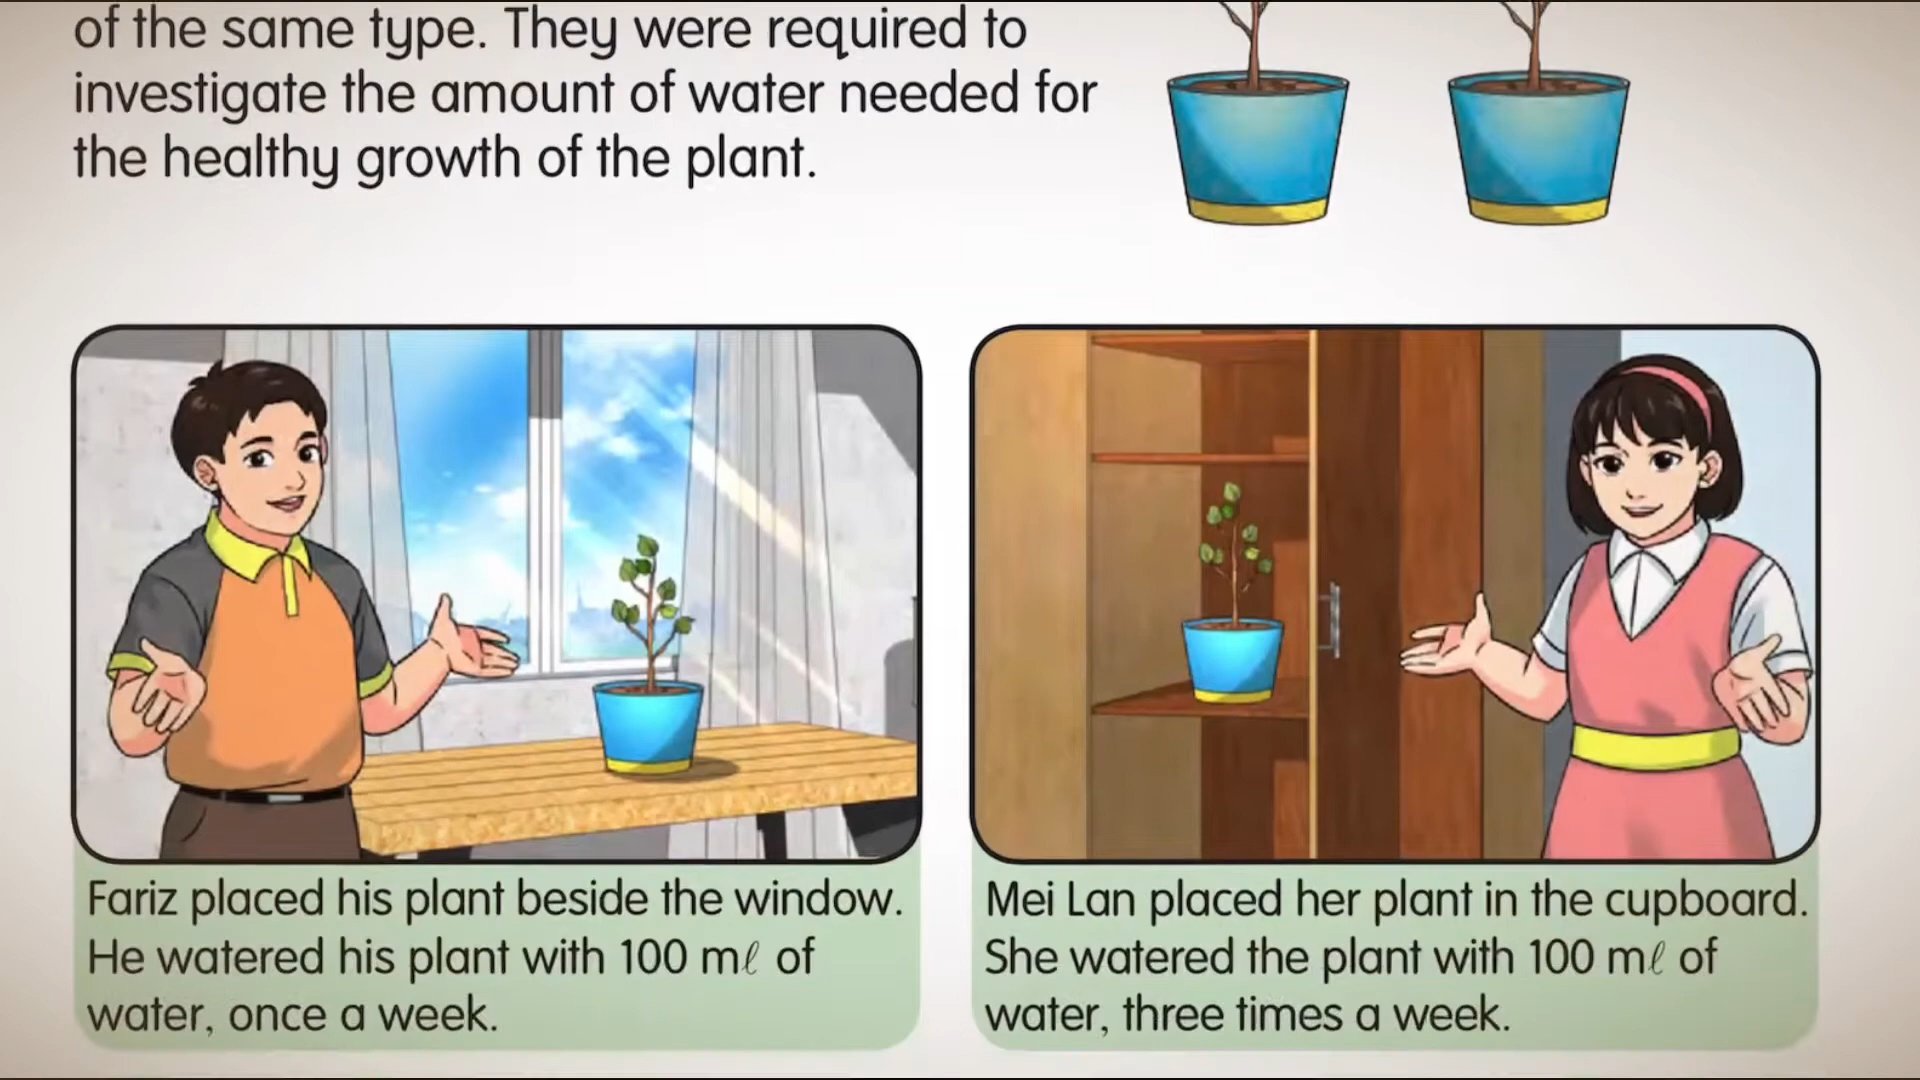 of the same type. They were required to
investigate the amount of water needed for
the healthy growth of the plant.
Fariz placed his plant beside the window.
He watered his plant with 100 mℓ of
water, once a week.
Mei Lan placed her plant in the cupboard.
She watered the plant with 100 mℓ of
water, three times a week.